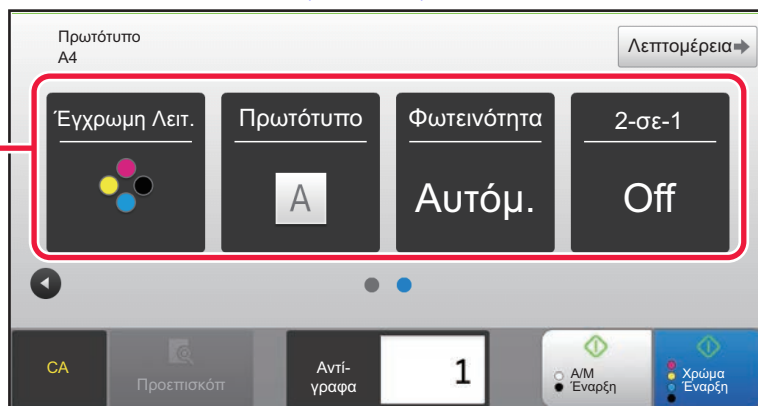 Πρωτότυπο
A4
Λεπτομέρεια
Έγχρωμη Λειτ.
Πρωτότυπο
Φωτεινότητα
2-σε-1
A
Αυτόμ.
Off
CA
Προεπισκόπ
Αντί-
γραφα
1
Α/Μ
Έναρξη
Χρώμα
Έναρξη